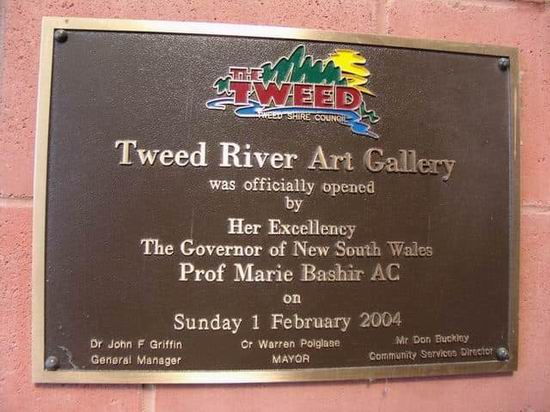 THE
TWEED
TWEED SHIRE COUNCIL
Tweed River Art Gallery
was officially opened
by
Her Excellency
The Governor of New South Wales
Prof Marie Bashir AC
on
Sunday 1 February 2004
Dr John F Griffin
General Manager
Cr Warren Polglase
MAYOR
Mr Don Buckley
Community Services Director